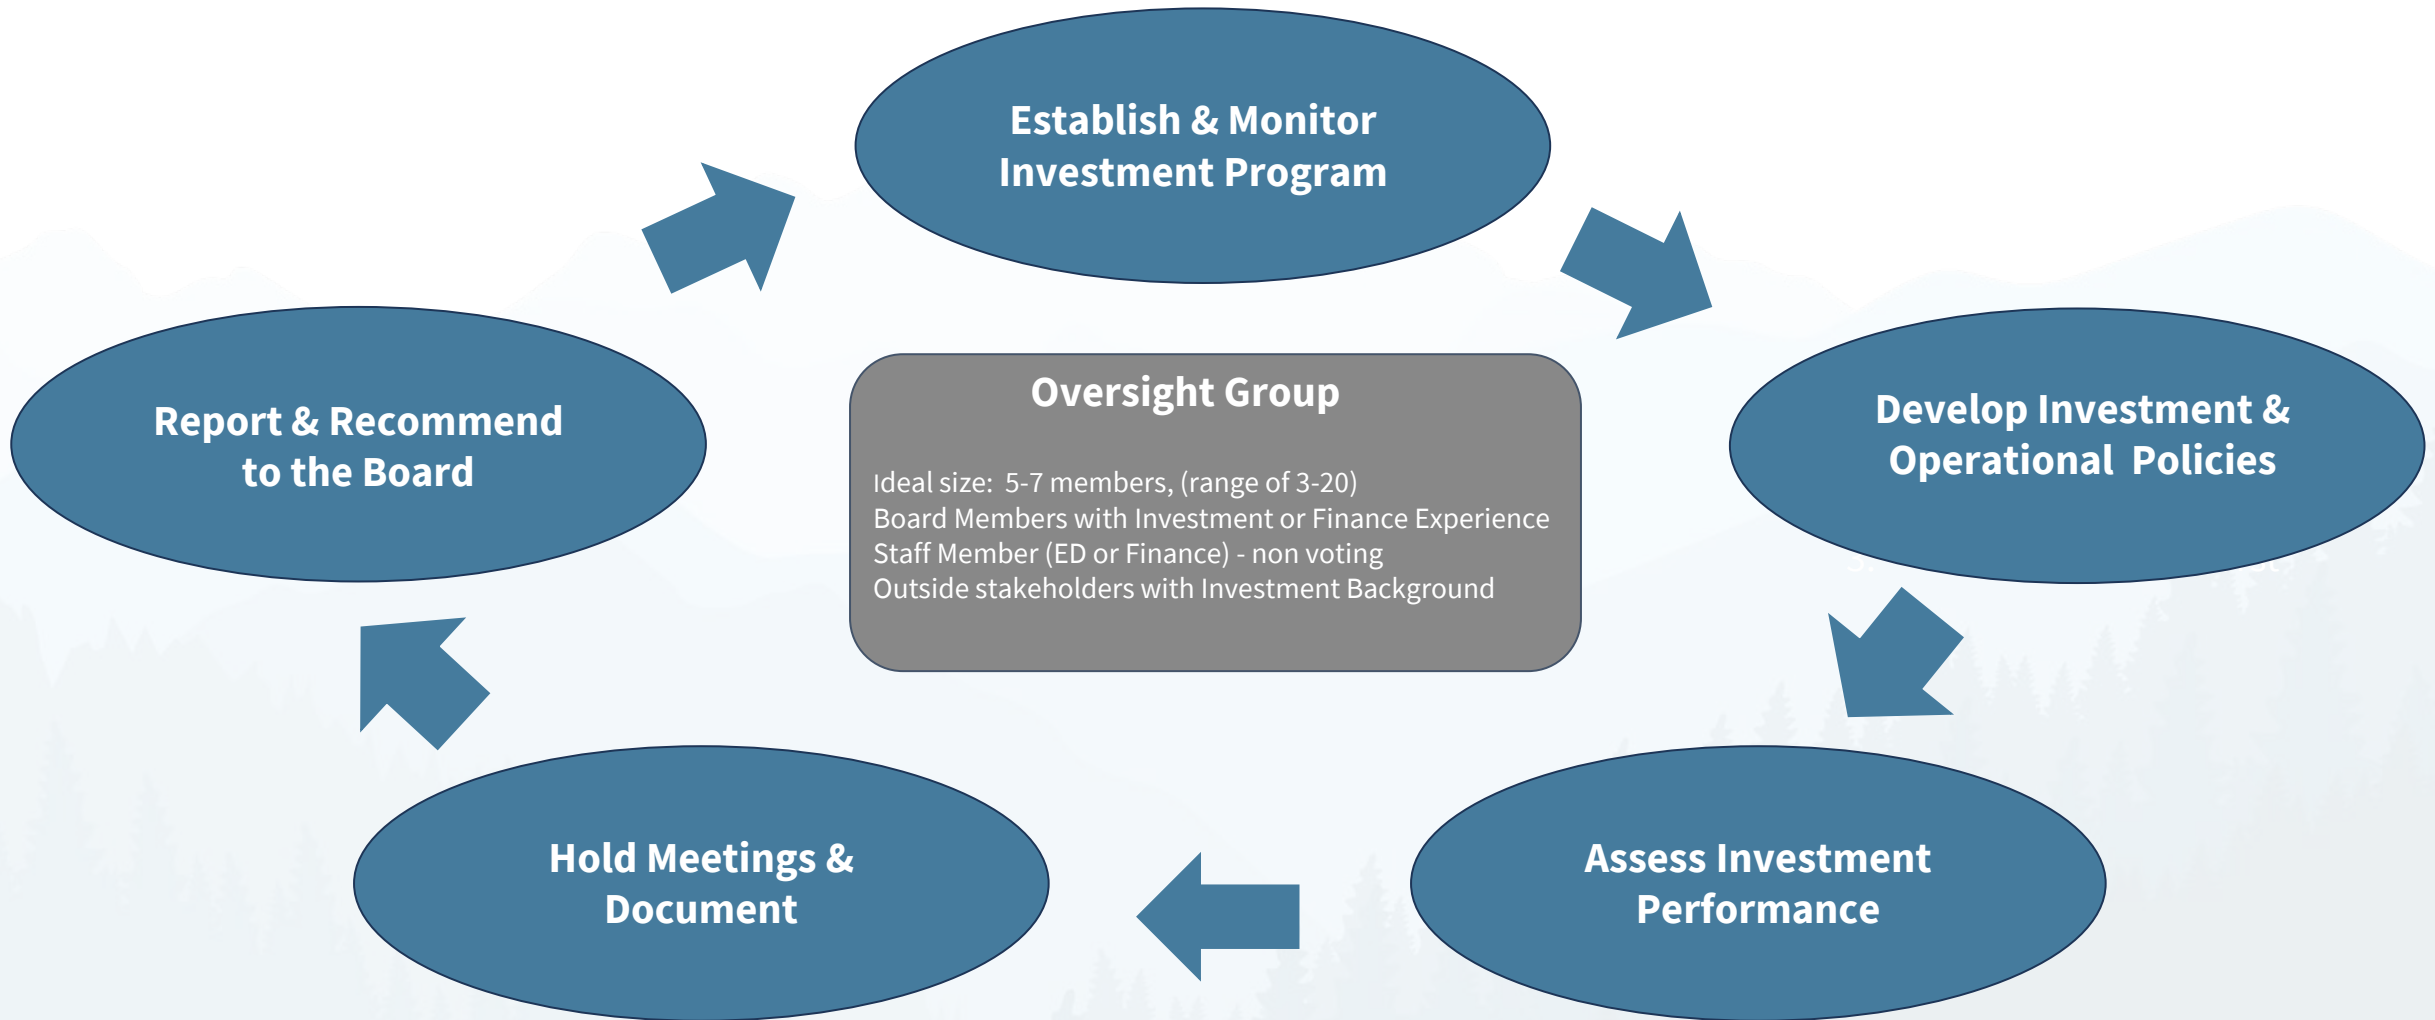 Establish & Monitor
Investment Program
Report & Recommend
to the Board
Oversight Group
Ideal size:  5-7 members, (range of 3-20)
Board Members with Investment or Finance Experience
Staff Member (ED or Finance) - non voting
Outside stakeholders with Investment Background
Develop Investment &
Operational  Policies
Hold Meetings &
Document
Assess Investment
Performance